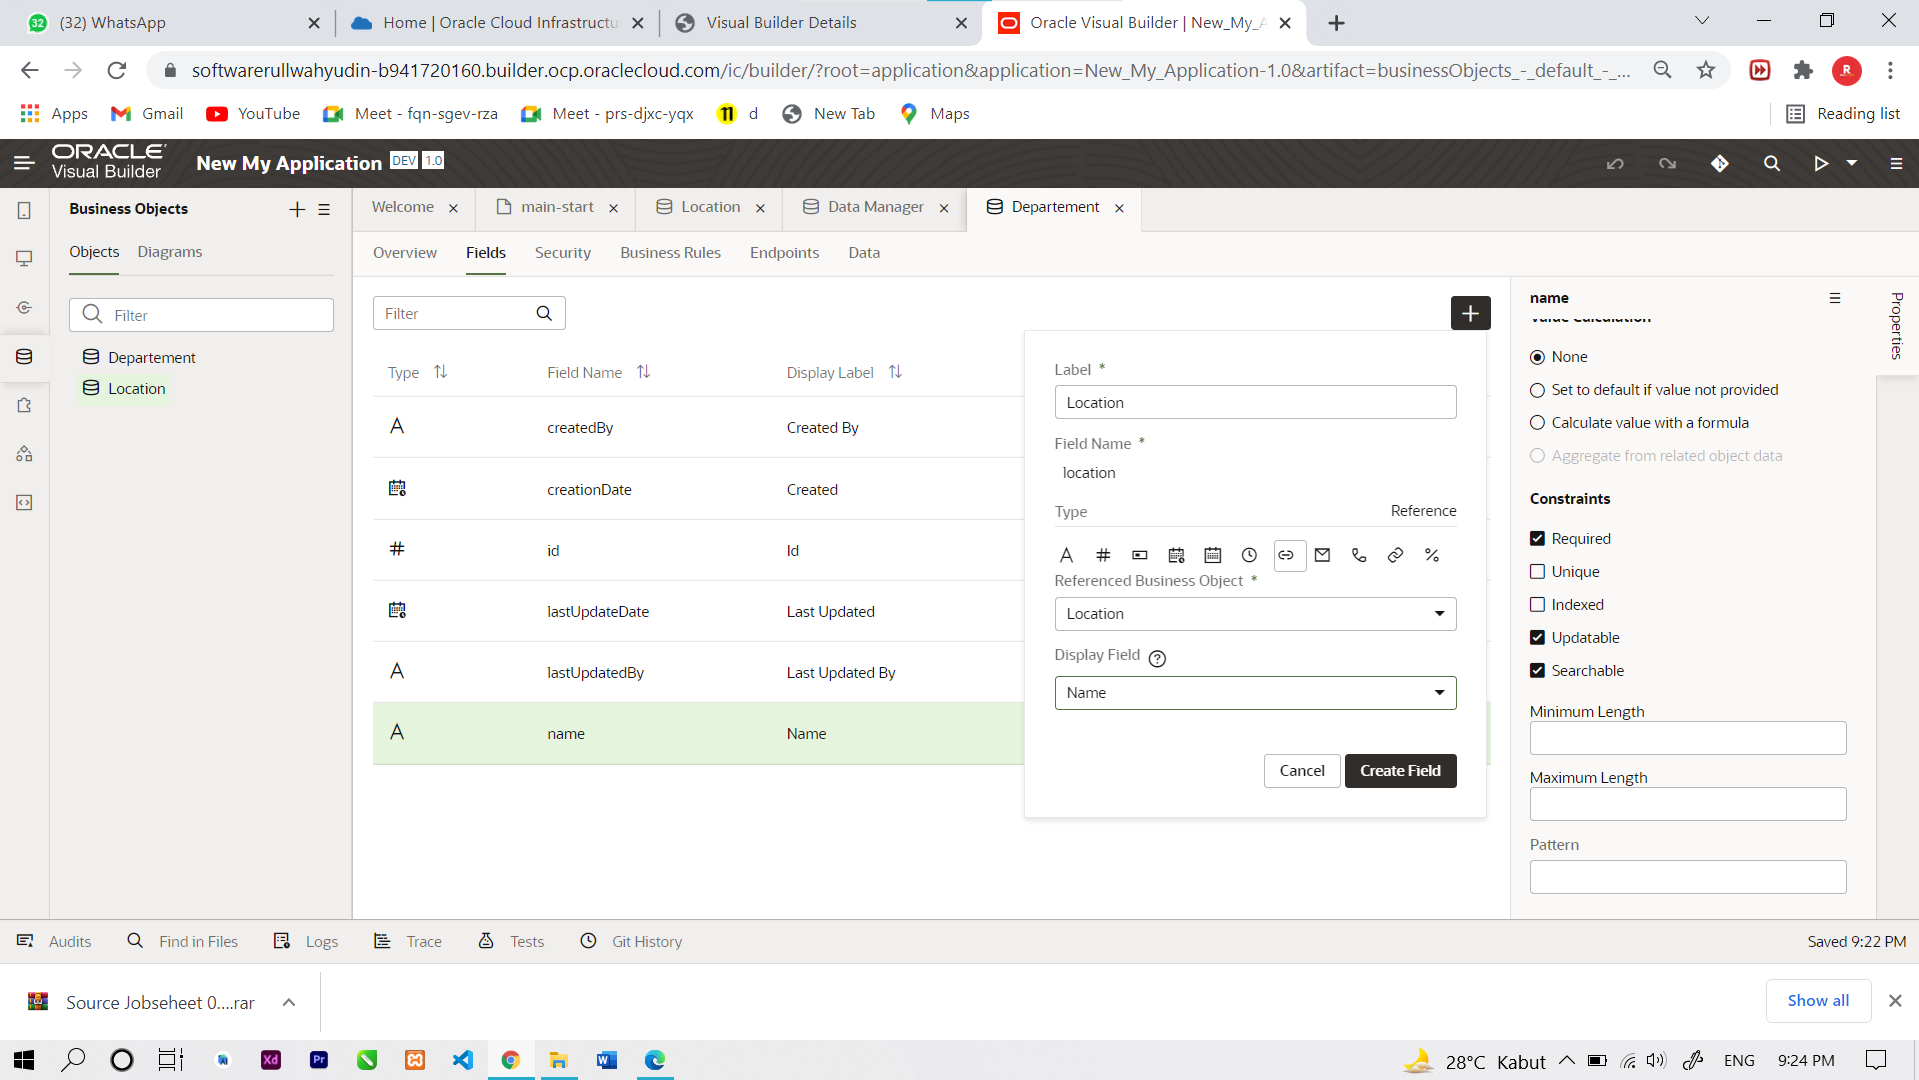 (32) WhatsApp
Home | Oracle Cloud Infrastructu
Visual Builder Details
Oracle Visual Builder | New_My_A
softwarerullwahyudin-b941720160.builder.ocp.oraclecloud.com/ic/builder/?root=application&application=New_My_Application-1.0&artifact=businessObjects_-_default_-_...
Apps
Gmail
YouTube
Meet - fqn-sgev-rza
Meet - prs-djxc-yqx
d
New Tab
Maps
Reading list
ORACLE
Visual Builder
New My Application DEV 1.0
Business Objects
Objects
Diagrams
Filter
Departement
Location
Welcome
main-start
Location
Data Manager
Departement
Overview
Fields
Security
Business Rules
Endpoints
Data
Filter
Type
Field Name
Display Label
createdBy
Created By
creationDate
Created
id
Id
lastUpdateDate
Last Updated
lastUpdatedBy
Last Updated By
name
Name
Label *
Location
Field Name *
location
Type
Reference
Referenced Business Object *
Location
Display Field
Name
Cancel
Create Field
name
Value Calculation
None
Set to default if value not provided
Calculate value with a formula
Aggregate from related object data
Constraints
Required
Unique
Indexed
Updatable
Searchable
Minimum Length
Maximum Length
Pattern
Properties
Audits
Find in Files
Logs
Trace
Tests
Git History
Saved 9:22 PM
Source Jobseheet 0....rar
Show all
28°C Kabut
ENG
9:24 PM